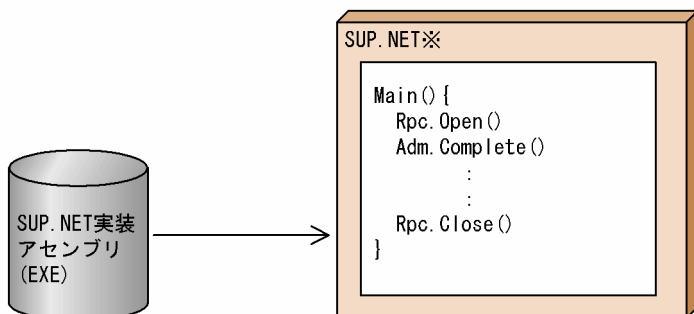 SUP.NET※
Main(){
Rpc.Open()
Adm.Complete()
:
:
Rpc.Close()
}
SUP.NET実装
アセンブリ
(EXE)